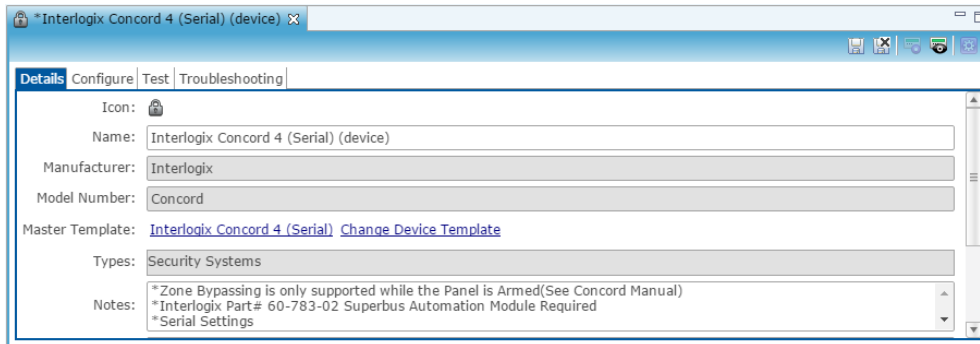 *Interlogix Concord 4 (Serial) (device)
Details Configure Test Troubleshooting
Icon:
Name: Interlogix Concord 4 (Serial) (device)
Manufacturer: Interlogix
Model Number: Concord
Master Template: Interlogix Concord 4 (Serial) Change Device Template
Types: Security Systems
Notes: *Zone Bypassing is only supported while the Panel is Armed(See Concord Manual)
*Interlogix Part# 60-783-02 Superbus Automation Module Required
*Serial Settings